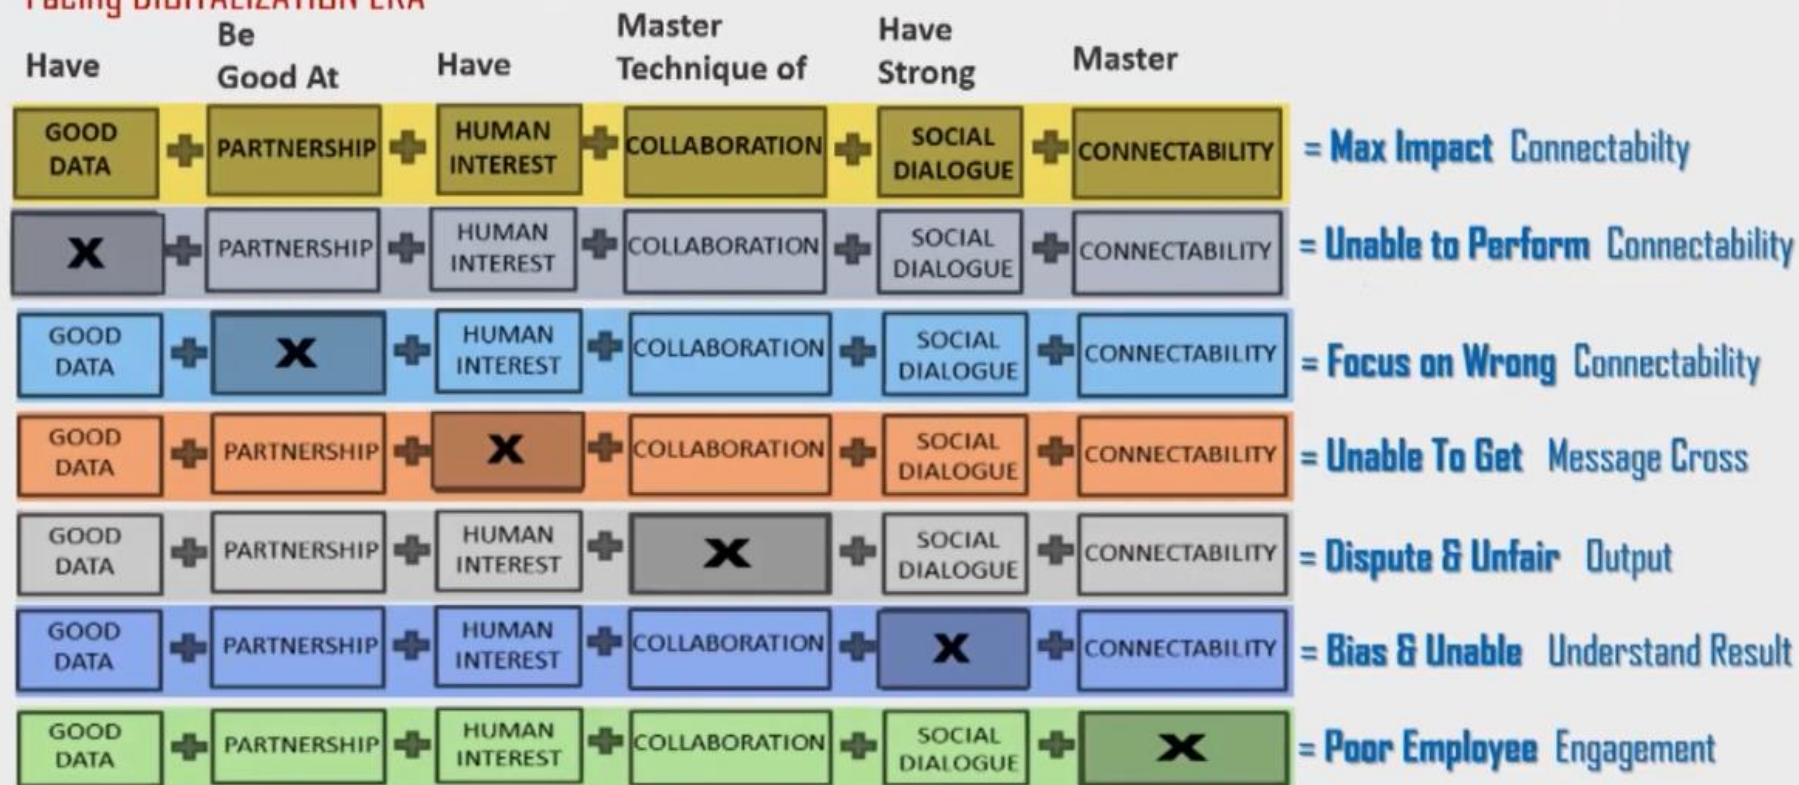 Facing DIGITALIZATION ERA
Have
Be
Good At
Have
Master
Technique of
Have
Strong
Master
GOOD
DATA
PARTNERSHIP
HUMAN
INTEREST
COLLABORATION
SOCIAL
DIALOGUE
CONNECTABILITY
= Max Impact Connectabilty
X
PARTNERSHIP
HUMAN
INTEREST
COLLABORATION
SOCIAL
DIALOGUE
CONNECTABILITY
= Unable to Perform Connectability
GOOD
DATA
X
HUMAN
INTEREST
COLLABORATION
SOCIAL
DIALOGUE
CONNECTABILITY
= Focus on Wrong Connectability
GOOD
DATA
PARTNERSHIP
X
COLLABORATION
SOCIAL
DIALOGUE
CONNECTABILITY
= Unable To Get Message Cross
GOOD
DATA
PARTNERSHIP
HUMAN
INTEREST
X
SOCIAL
DIALOGUE
CONNECTABILITY
= Dispute & Unfair Output
GOOD
DATA
PARTNERSHIP
HUMAN
INTEREST
COLLABORATION
X
CONNECTABILITY
= Bias & Unable Understand Result
GOOD
DATA
PARTNERSHIP
HUMAN
INTEREST
COLLABORATION
SOCIAL
DIALOGUE
X
= Poor Employee Engagement